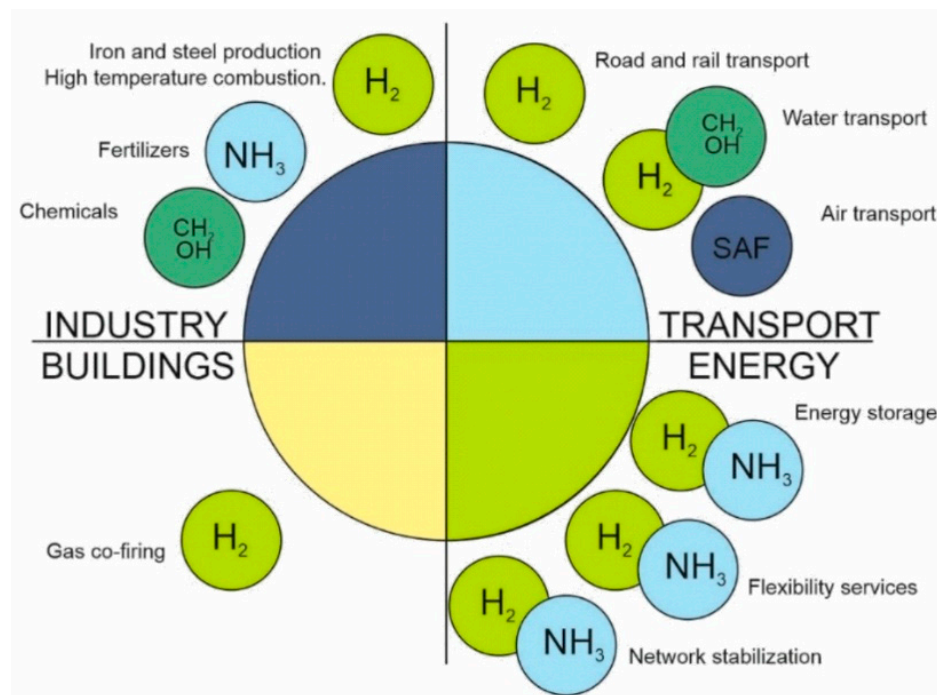 Iron and steel production
High temperature combustion.
H₂
Fertilizers
NH₃
Chemicals
CH₂
OH
INDUSTRY
BUILDINGS
Gas co-firing
H₂
H₂
Road and rail transport
H₂
CH₂
OH
Water transport
SAF
Air transport
TRANSPORT
ENERGY
H₂
NH₃
Energy storage
H₂
NH₃
Flexibility services
H₂
NH₃
Network stabilization